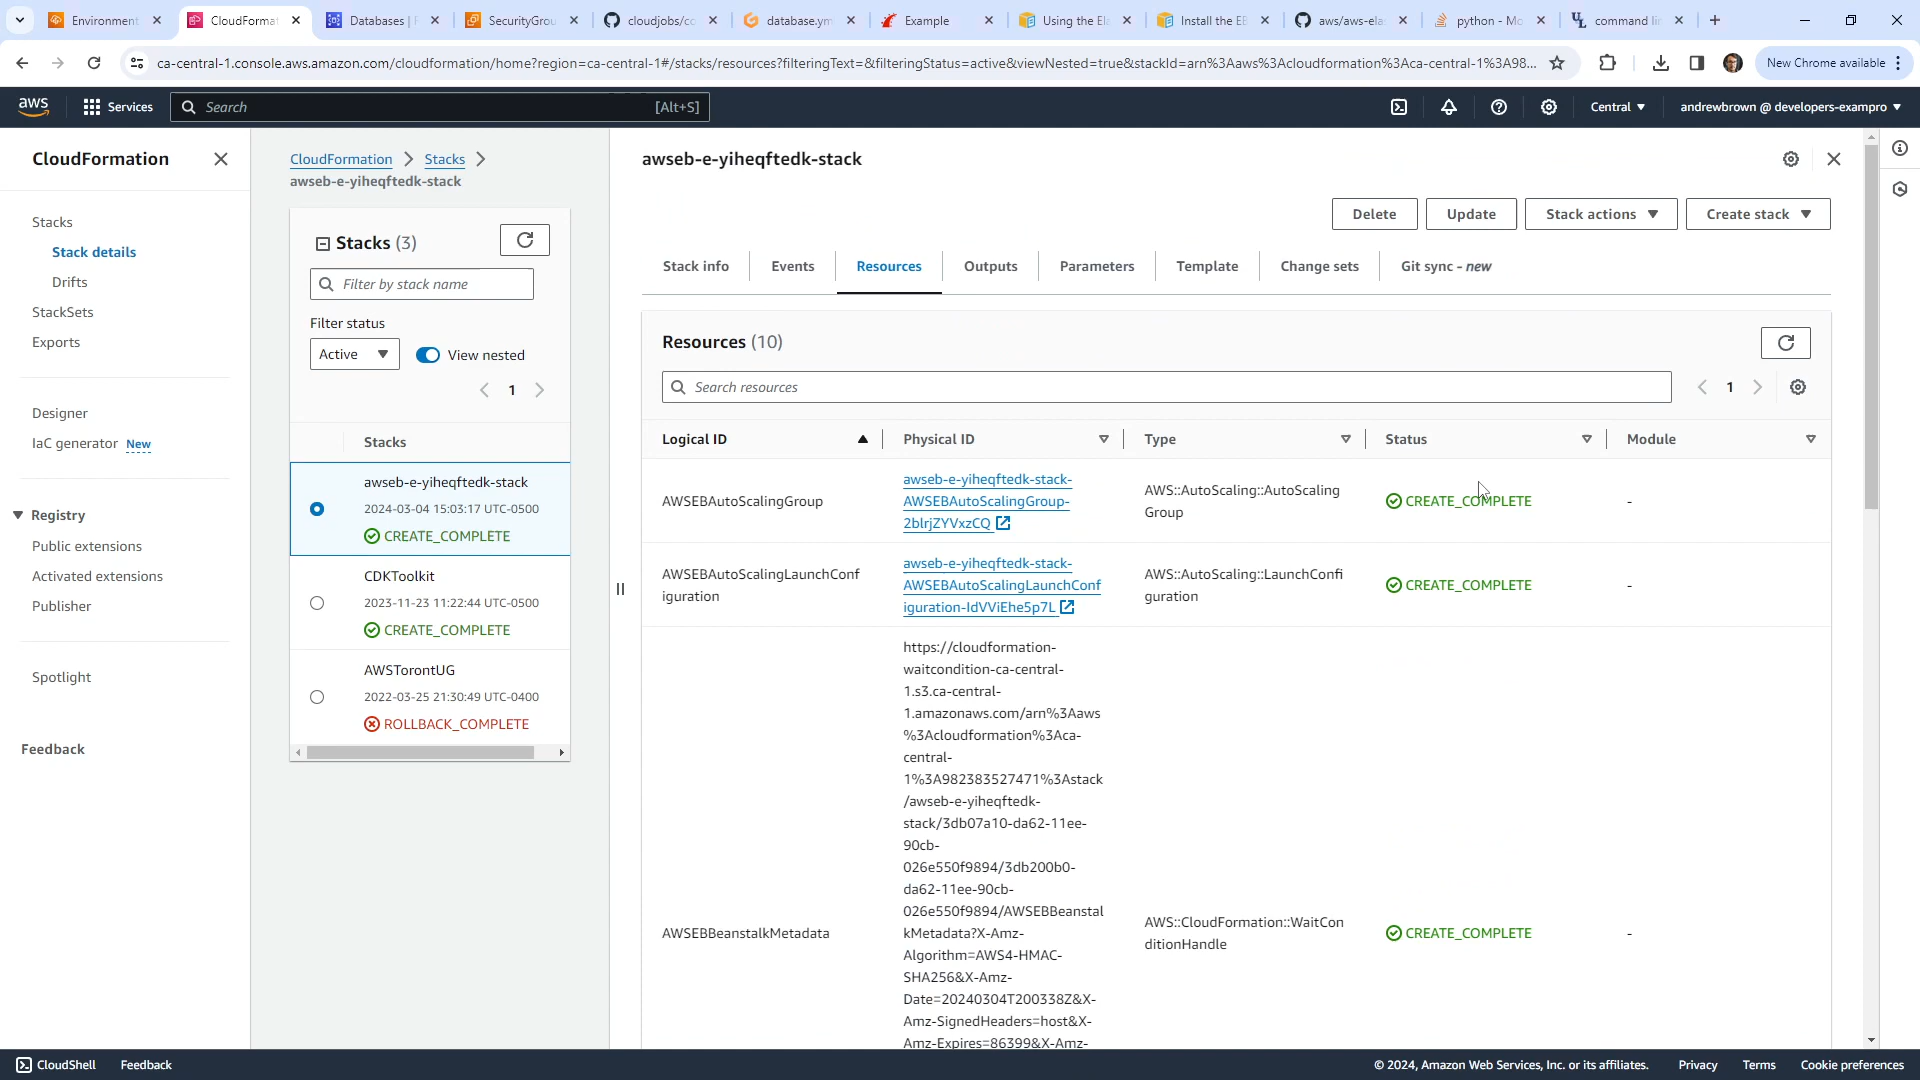 Environment
CloudFormat
Databases | R
SecurityGrou
cloudjobs/co
database.ym
Example
Using the Ela
Install the EB
aws/aws-elas
python - Mo
command lin
ca-central-1.console.aws.amazon.com/cloudformation/home?region=ca-central-1#/stacks/resources?filteringText=&filteringStatus=active&viewNested=true&stackId=arn%3Aaws%3Acloudformation%3Aca-central-1%3A98...
New Chrome available
aws
Services
Search
[Alt+S]
Central
andrewbrown @ developers-exampro
CloudFormation
Stacks
Stack details
Drifts
StackSets
Exports
Designer
IaC generator New
Registry
Public extensions
Activated extensions
Publisher
Spotlight
Feedback
CloudFormation > Stacks >
awseb-e-yiheqftedk-stack
Stacks (3)
Filter by stack name
Filter status
Active
View nested
1
Stacks
awseb-e-yiheqftedk-stack
2024-03-04 15:03:17 UTC-0500
CREATE_COMPLETE
CDKToolkit
2023-11-23 11:22:44 UTC-0500
CREATE_COMPLETE
AWSTorontUG
2022-03-25 21:30:49 UTC-0400
ROLLBACK_COMPLETE
awseb-e-yiheqftedk-stack
Delete
Update
Stack actions
Create stack
Stack info
Events
Resources
Outputs
Parameters
Template
Change sets
Git sync - new
Resources (10)
Search resources
1
Logical ID
Physical ID
Type
Status
Module
AWSEBAutoScalingGroup
awseb-e-yiheqftedk-stack-
AWSEBAutoScalingGroup-
2blrjZYVxzCQ
AWS::AutoScaling::AutoScaling
Group
CREATE_COMPLETE
-
AWSEBAutoScalingLaunchConf
iguration
awseb-e-yiheqftedk-stack-
AWSEBAutoScalingLaunchConf
iguration-IdVViEhe5p7L
AWS::AutoScaling::LaunchConfi
guration
CREATE_COMPLETE
-
AWSEBBeanstalkMetadata
https://cloudformation-
waitcondition-ca-central-
1.s3.ca-central-
1.amazonaws.com/arn%3Aaws
%3Acloudformation%3Aca-
central-
1%3A982383527471%3Astack
/awseb-e-yiheqftedk-
stack/3db07a10-da62-11ee-
90cb-
026e550f9894/3db200b0-
da62-11ee-90cb-
026e550f9894/AWSEBBeanstal
kMetadata?X-Amz-
Algorithm=AWS4-HMAC-
SHA256&X-Amz-
Date=20240304T200338Z&X-
Amz-SignedHeaders=host&X-
Amz-Expires=86399&X-Amz-
AWS::CloudFormation::WaitCon
ditionHandle
CREATE_COMPLETE
-
CloudShell
Feedback
© 2024, Amazon Web Services, Inc. or its affiliates.
Privacy
Terms
Cookie preferences